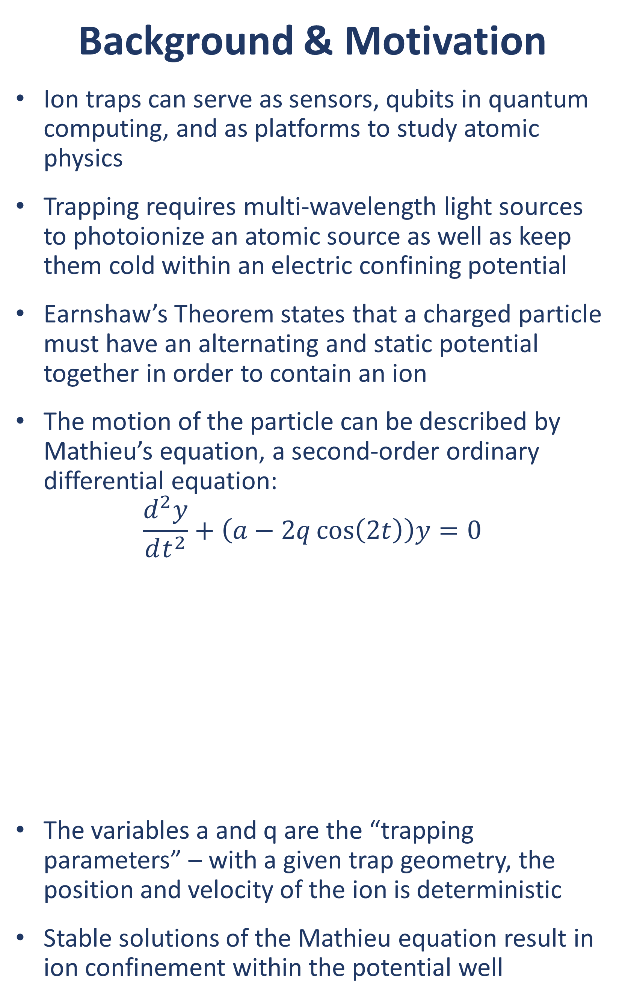 Background & Motivation
• Ion traps can serve as sensors, qubits in quantum
computing, and as platforms to study atomic
physics
• Trapping requires multi-wavelength light sources
to photoionize an atomic source as well as keep
them cold within an electric confining potential
• Earnshaw’s Theorem states that a charged particle
must have an alternating and static potential
together in order to contain an ion
• The motion of the particle can be described by
Mathieu’s equation, a second-order ordinary
differential equation:
d²y/dt² + (a − 2q cos(2t))y = 0
• The variables a and q are the “trapping
parameters” – with a given trap geometry, the
position and velocity of the ion is deterministic
• Stable solutions of the Mathieu equation result in
ion confinement within the potential well